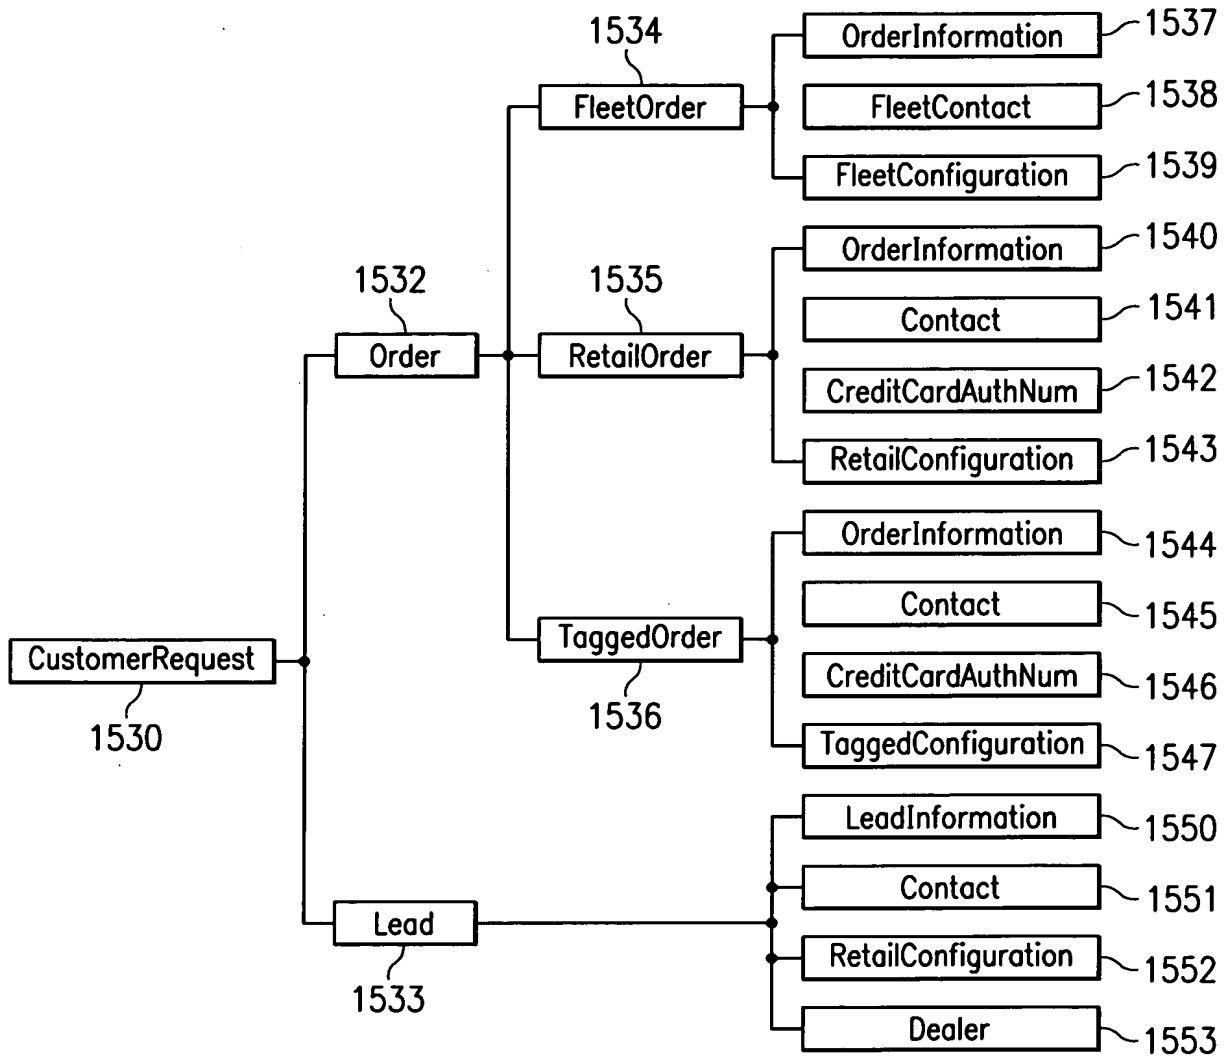 1534
FleetOrder
OrderInformation
1537
FleetContact
1538
FleetConfiguration
1539
1532
Order
1535
RetailOrder
OrderInformation
1540
Contact
1541
CreditCardAuthNum
1542
RetailConfiguration
1543
TaggedOrder
1536
OrderInformation
1544
Contact
1545
CreditCardAuthNum
1546
TaggedConfiguration
1547
CustomerRequest
1530
Lead
1533
LeadInformation
1550
Contact
1551
RetailConfiguration
1552
Dealer
1553